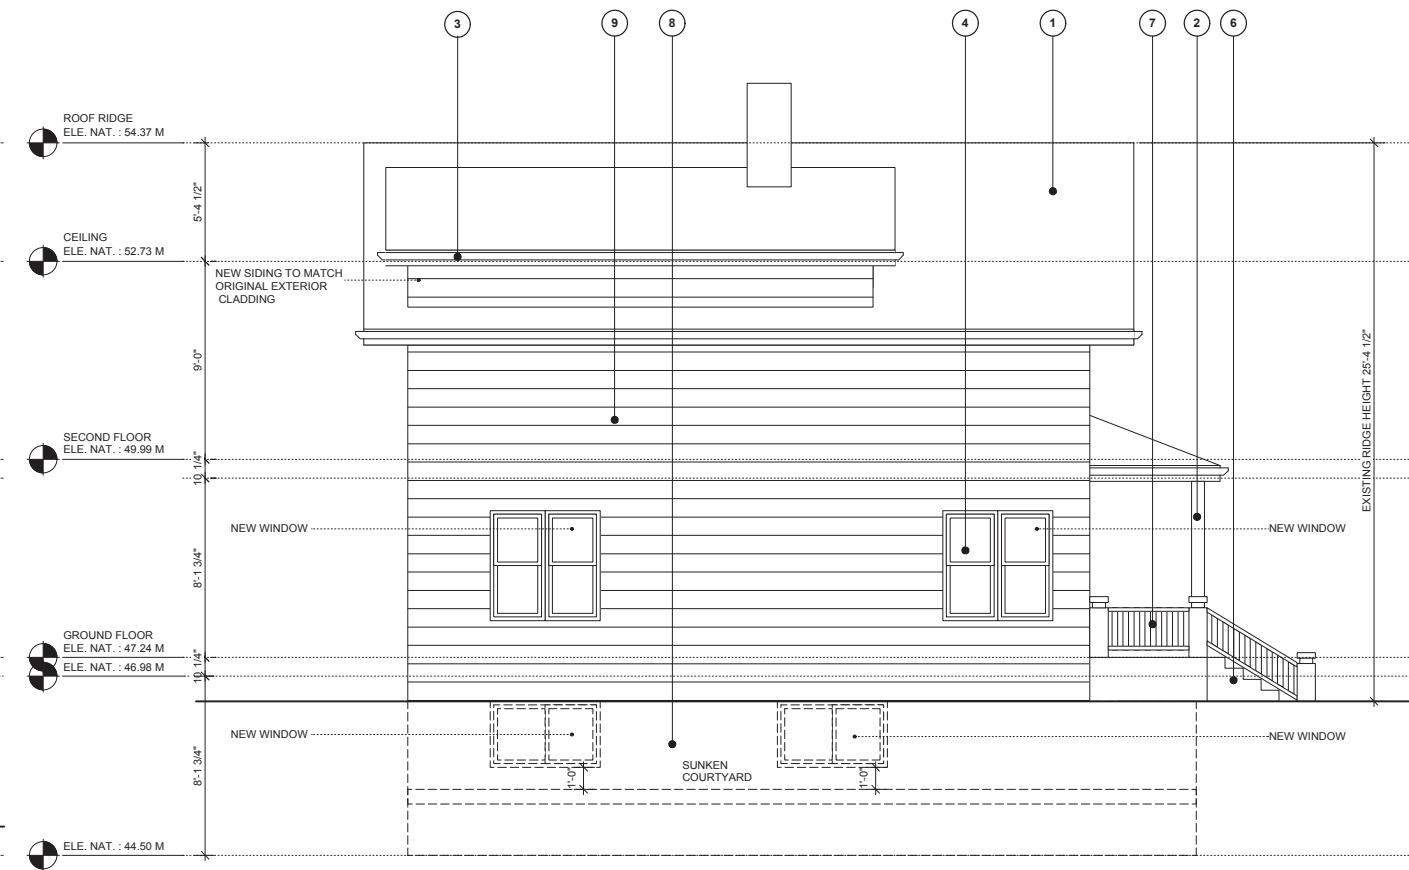 3 9 8 4 1 7 2 6
ROOF RIDGE
ELE. NAT. : 54.37 M
5'-4 1/2"
CEILING
ELE. NAT. : 52.73 M
NEW SIDING TO MATCH
ORIGINAL EXTERIOR
CLADDING
9'-0"
EXISTING RIDGE HEIGHT 25'-4 1/2"
SECOND FLOOR
ELE. NAT. : 49.99 M
10 1/4"
NEW WINDOW
NEW WINDOW
8'-1 3/4"
GROUND FLOOR
ELE. NAT. : 47.24 M
10 1/4"
ELE. NAT. : 46.98 M
NEW WINDOW
NEW WINDOW
8'-1 3/4"
SUNKEN
COURTYARD
1'-0"
1'-0"
ELE. NAT. : 44.50 M